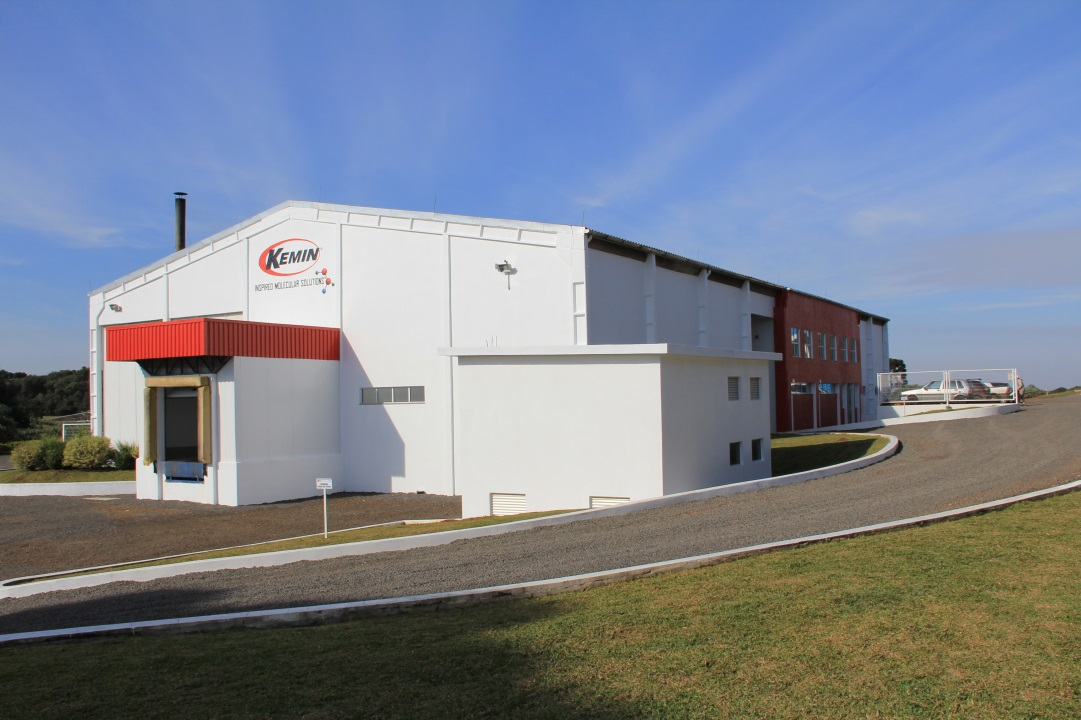 KEMIN
INSPIRED MOLECULAR SOLUTIONS